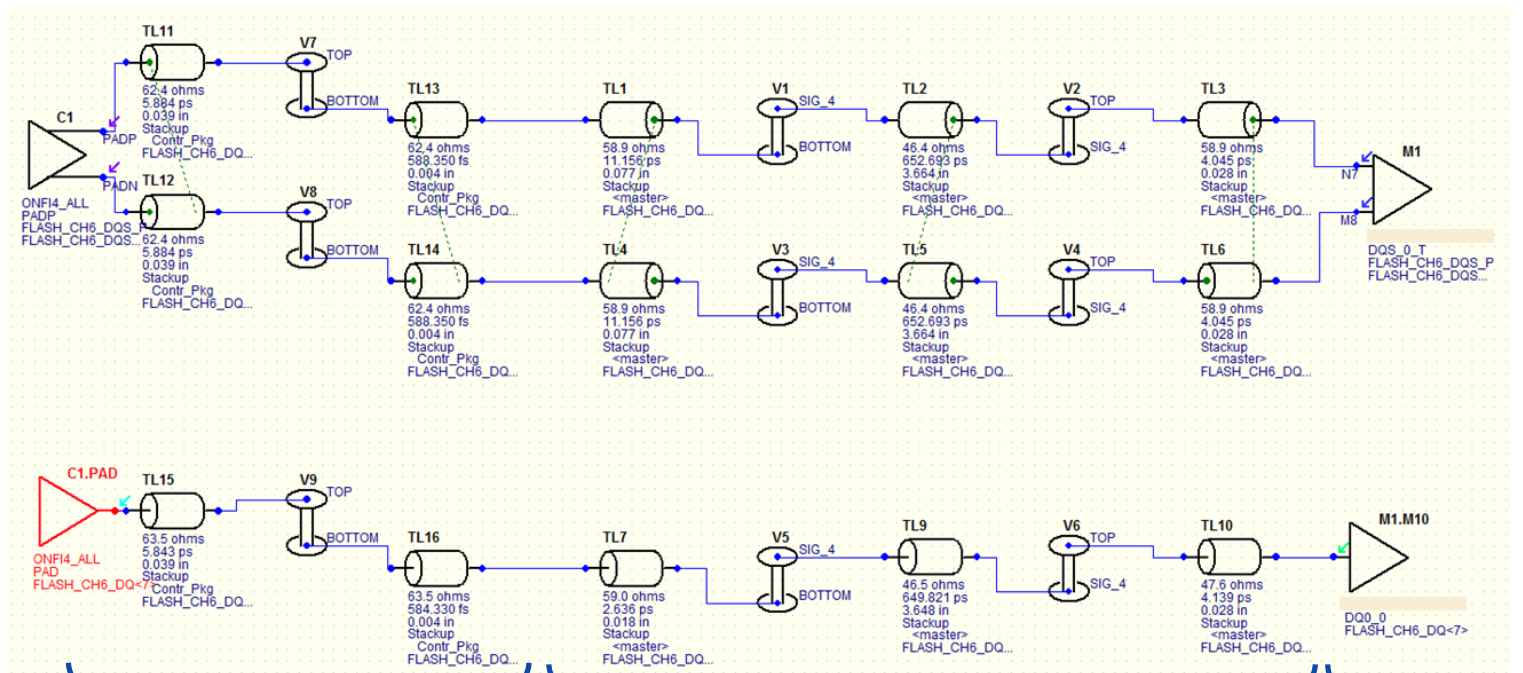 TL11
62.4 ohms
5.884 ps
0.039 in
Stackup
Contr_Pkg
FLASH_CH6_DQ...
V7
TOP
BOTTOM
TL13
62.4 ohms
588.350 fs
0.004 in
Stackup
Contr_Pkg
FLASH_CH6_DQ...
TL1
58.9 ohms
11.156 ps
0.077 in
Stackup
<master>
FLASH_CH6_DQ...
V1
SIG_4
BOTTOM
TL2
46.4 ohms
652.693 ps
3.664 in
Stackup
<master>
FLASH_CH6_DQ...
V2
TOP
SIG_4
TL3
58.9 ohms
4.045 ps
0.028 in
Stackup
<master>
FLASH_CH6_DQ...
C1
PADP
PADN
ONFI4_ALL
PADP
FLASH_CH6_DQS_P
FLASH_CH6_DQS...
M1
N7
M8
DQS_0_T
FLASH_CH6_DQS_P
FLASH_CH6_DQS...
TL12
62.4 ohms
5.884 ps
0.039 in
Stackup
Contr_Pkg
FLASH_CH6_DQ...
V8
TOP
BOTTOM
TL14
62.4 ohms
588.350 fs
0.004 in
Stackup
Contr_Pkg
FLASH_CH6_DQ...
TL4
58.9 ohms
11.156 ps
0.077 in
Stackup
<master>
FLASH_CH6_DQ...
V3
SIG_4
BOTTOM
TL5
46.4 ohms
652.693 ps
3.664 in
Stackup
<master>
FLASH_CH6_DQ...
V4
TOP
SIG_4
TL6
58.9 ohms
4.045 ps
0.028 in
Stackup
<master>
FLASH_CH6_DQ...
C1.PAD
ONFI4_ALL
PAD
FLASH_CH6_DQ<7>
TL15
63.5 ohms
5.843 ps
0.039 in
Stackup
Contr_Pkg
FLASH_CH6_DQ...
V9
TOP
BOTTOM
TL16
63.5 ohms
584.330 fs
0.004 in
Stackup
Contr_Pkg
FLASH_CH6_DQ...
TL7
59.0 ohms
2.636 ps
0.018 in
Stackup
<master>
FLASH_CH6_DQ...
V5
SIG_4
BOTTOM
TL9
46.5 ohms
649.821 ps
3.648 in
Stackup
<master>
FLASH_CH6_DQ...
V6
TOP
SIG_4
TL10
47.6 ohms
4.139 ps
0.028 in
Stackup
<master>
FLASH_CH6_DQ...
M1.M10
DQ0_0
FLASH_CH6_DQ<7>